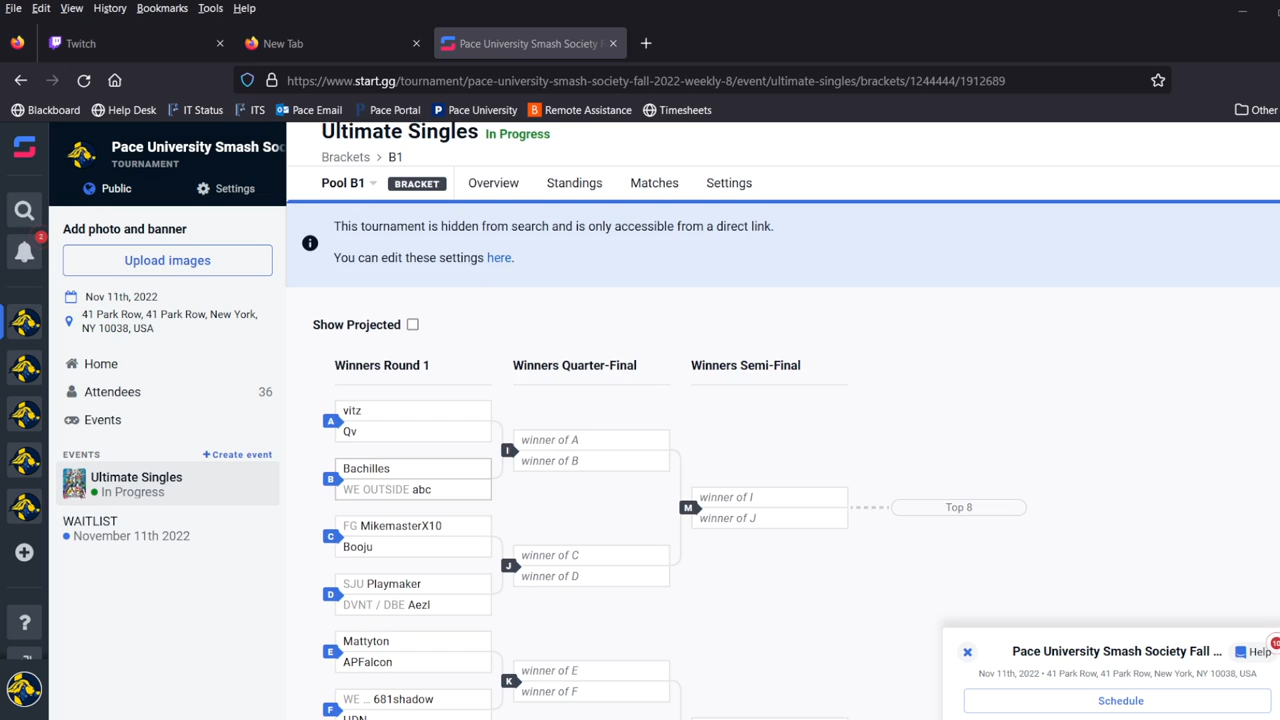 File Edit View History Bookmarks Tools Help
Twitch
New Tab
Pace University Smash Society F
https://www.start.gg/tournament/pace-university-smash-society-fall-2022-weekly-8/event/ultimate-singles/brackets/1244444/1912689
Blackboard Help Desk IT Status ITS Pace Email Pace Portal Pace University Remote Assistance Timesheets Other
Pace University Smash So
TOURNAMENT
Public Settings
Add photo and banner
Upload images
Nov 11th, 2022
41 Park Row, 41 Park Row, New York,
NY 10038, USA
Home
Attendees 36
Events
EVENTS + Create event
Ultimate Singles
In Progress
WAITLIST
November 11th 2022
2
?
Ultimate Singles In Progress
Brackets > B1
Pool B1 BRACKET Overview Standings Matches Settings
This tournament is hidden from search and is only accessible from a direct link.
You can edit these settings here.
Show Projected
Winners Round 1 Winners Quarter-Final Winners Semi-Final
A
vitz
Qv
B
Bachilles
WE OUTSIDE abc
C
FG MikemasterX10
Booju
D
SJU Playmaker
DVNT / DBE Aezl
E
Mattyton
APFalcon
F
WE ... 681shadow
I
winner of A
winner of B
J
winner of C
winner of D
K
winner of E
winner of F
M
winner of I
winner of J
Top 8
Pace University Smash Society Fall ...
Help
10
Nov 11th, 2022 • 41 Park Row, 41 Park Row, New York, NY 10038, USA
Schedule